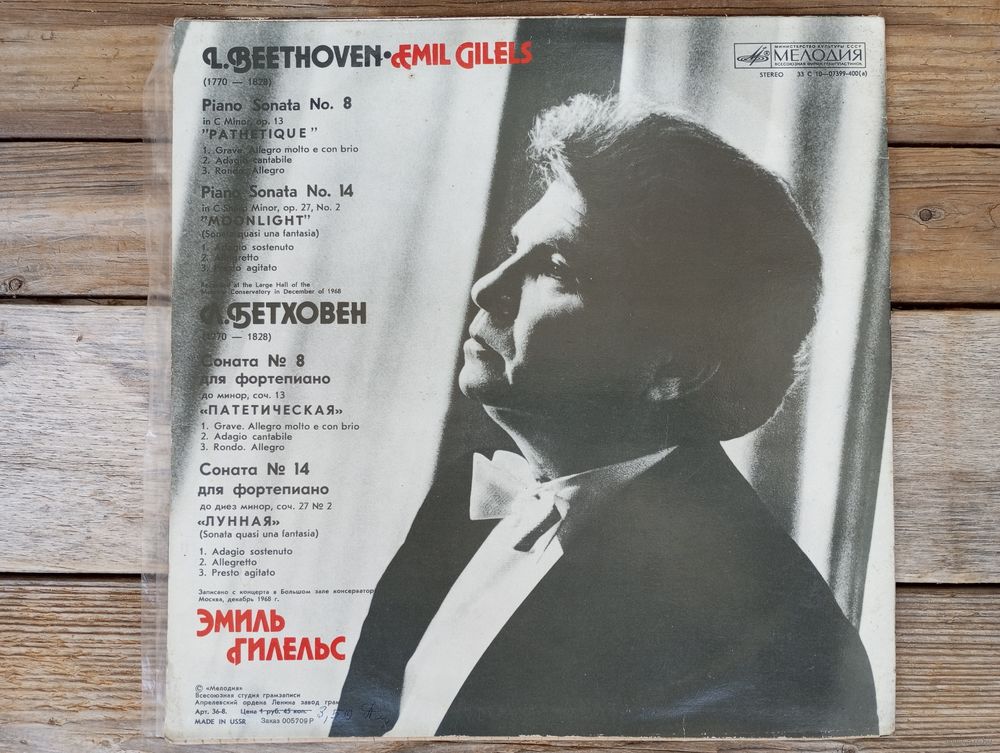 L.BEETHOVEN • EMIL GILELS
(1770 — 1828)
Piano Sonata No. 8
in C Minor, op. 13
"PATHETIQUE"
1. Grave. Allegro molto e con brio
2. Adagio cantabile
3. Rondo. Allegro
Piano Sonata No. 14
in C Sharp Minor, op. 27, No. 2
"MOONLIGHT"
(Sonata quasi una fantasia)
1. Adagio sostenuto
2. Allegretto
3. Presto agitato
Recorded at the Large Hall of the
Moscow Conservatory in December of 1968
Л.БЕТХОВЕН
(1770 — 1828)
Соната № 8
для фортепиано
до минор, соч. 13
«ПАТЕТИЧЕСКАЯ»
1. Grave. Allegro molto e con brio
2. Adagio cantabile
3. Rondo. Allegro
Соната № 14
для фортепиано
до диез минор, соч. 27 № 2
«ЛУННАЯ»
(Sonata quasi una fantasia)
1. Adagio sostenuto
2. Allegretto
3. Presto agitato
Записано с концерта в Большом зале консерватор
Москва, декабрь 1968 г.
ЭМИЛЬ
ГИЛЕЛЬС
© «Мелодия»
Всесоюзная студия грамзаписи
Апрелевский ордена Ленина завод грам
Арт. 36-8. Цена 1 руб. 45 коп.
MADE IN USSR Заказ 005709 Р
МИНИСТЕРСТВО КУЛЬТУРЫ СССР
МЕЛОДИЯ
ВСЕСОЮЗНАЯ ФИРМА ГРАМПЛАСТИНОК
STEREO 33 С 10—07399-400(а)